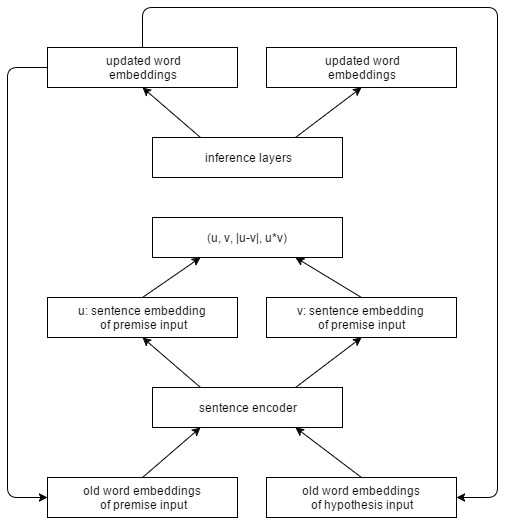 updated word
embeddings
updated word
embeddings
inference layers
(u, v, |u-v|, u*v)
u: sentence embedding
of premise input
v: sentence embedding
of premise input
sentence encoder
old word embeddings
of premise input
old word embeddings
of hypothesis input